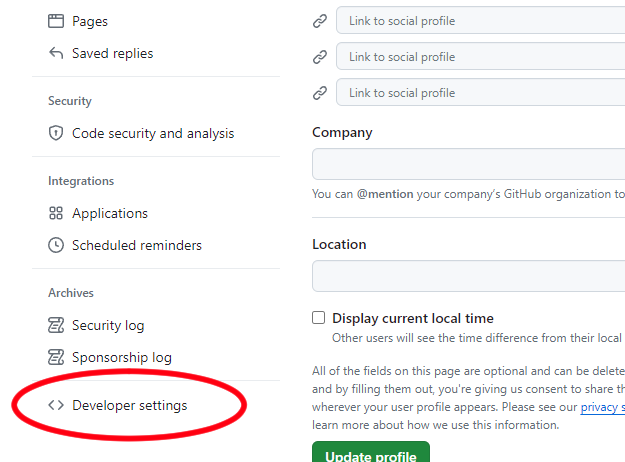 Pages
Saved replies
Security
Code security and analysis
Integrations
Applications
Scheduled reminders
Archives
Security log
Sponsorship log
Developer settings
Link to social profile
Link to social profile
Link to social profile
Company
You can @mention your company's GitHub organization to
Location
Display current local time
Other users will see the time difference from their local
All of the fields on this page are optional and can be delete
and by filling them out, you're giving us consent to share th
wherever your user profile appears. Please see our privacy s
learn more about how we use this information.
Update profile